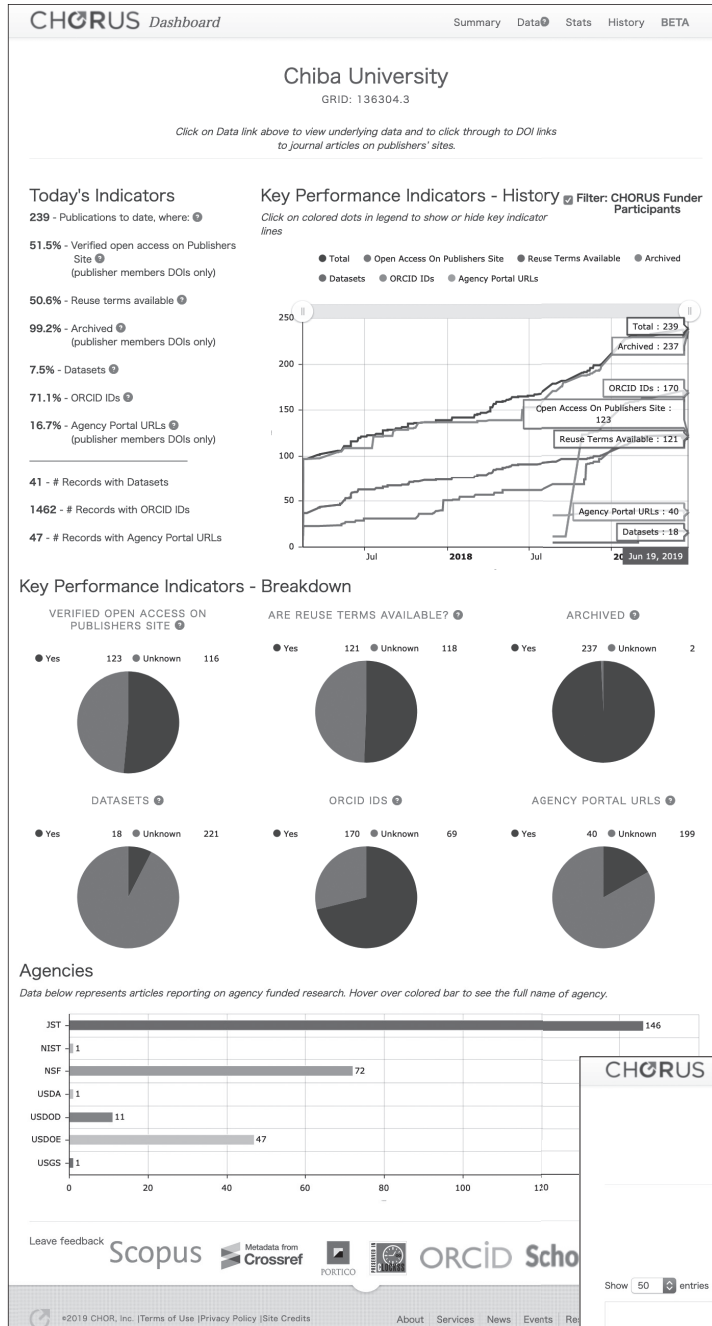 CHORUS Dashboard
Summary Data Stats History BETA
Chiba University
GRID: 136304.3
Click on Data link above to view underlying data and to click through to DOI links
to journal articles on publishers' sites.
Today's Indicators
239 - Publications to date, where:
51.5% - Verified open access on Publishers
Site
(publisher members DOIs only)
50.6% - Reuse terms available
99.2% - Archived
(publisher members DOIs only)
7.5% - Datasets
71.1% - ORCID IDs
16.7% - Agency Portal URLs
(publisher members DOIs only)
41 - # Records with Datasets
1462 - # Records with ORCID IDs
47 - # Records with Agency Portal URLs
Key Performance Indicators - History
Filter: CHORUS Funder
Participants
Click on colored dots in legend to show or hide key indicator
lines
Total Open Access On Publishers Site Reuse Terms Available Archived
Datasets ORCID IDs Agency Portal URLs
250
200
150
100
50
0
Total : 239
Archived : 237
ORCID IDs : 170
Open Access On Publishers Site :
123
Reuse Terms Available : 121
Agency Portal URLs : 40
Datasets : 18
Jul 2018 Jul 20 Jun 19, 2019
Key Performance Indicators - Breakdown
VERIFIED OPEN ACCESS ON
PUBLISHERS SITE
Yes 123 Unknown 116
ARE REUSE TERMS AVAILABLE?
Yes 121 Unknown 118
ARCHIVED
Yes 237 Unknown 2
DATASETS
Yes 18 Unknown 221
ORCID IDS
Yes 170 Unknown 69
AGENCY PORTAL URLS
Yes 40 Unknown 199
Agencies
Data below represents articles reporting on agency funded research. Hover over colored bar to see the full name of agency.
JST 146
NIST 1
NSF 72
USDA 1
USDOD 11
USDOE 47
USGS 1
0 20 40 60 80 100 120
CHORUS
Show 50 entries
Leave feedback
Scopus
Metadata from
Crossref
PORTICO
PRESERVED IN
CLOCKSS
ORCID
Scho
©2019 CHOR, Inc. |Terms of Use |Privacy Policy |Site Credits
About Services News Events Re